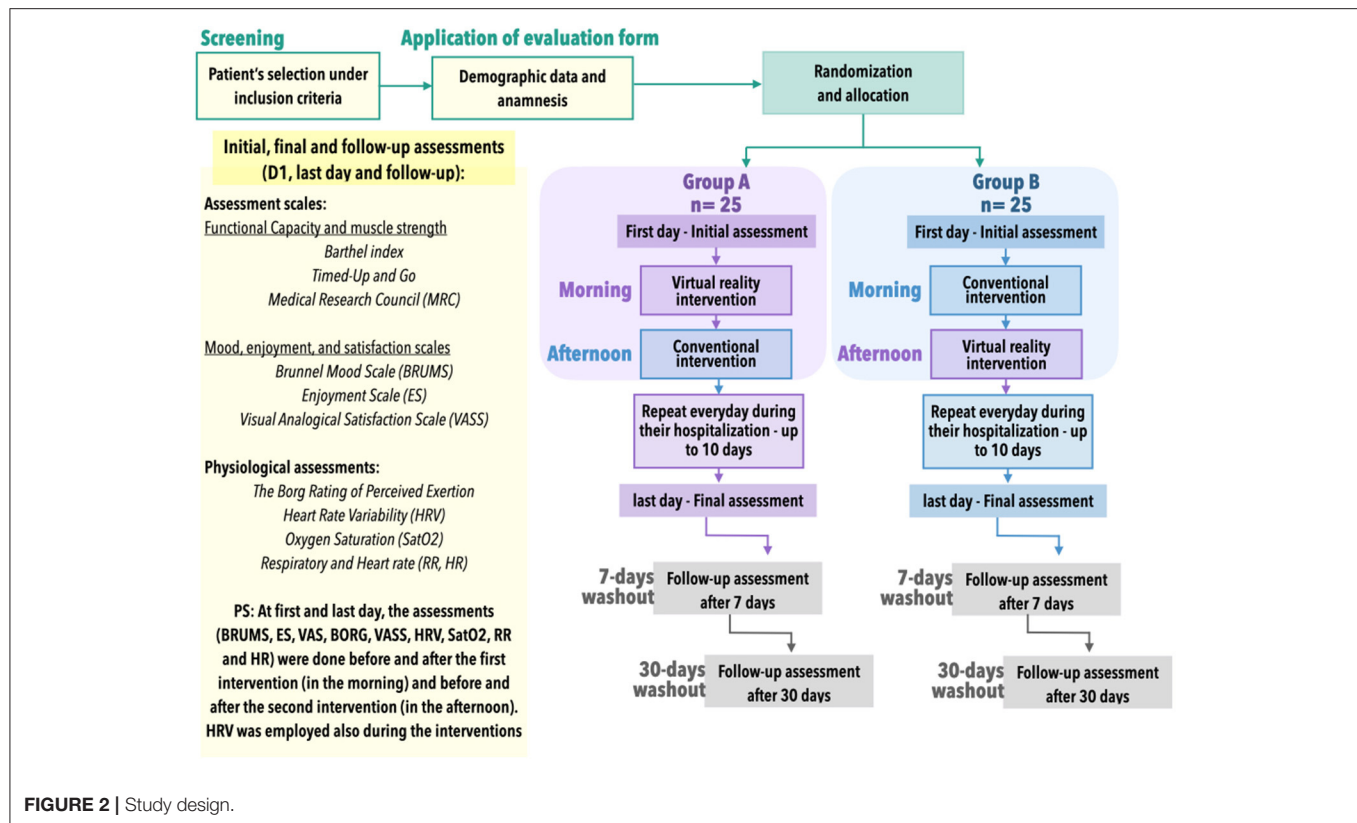 Screening
Patient's selection under
inclusion criteria
Application of evaluation form
Demographic data and
anamnesis
Randomization
and allocation
Initial, final and follow-up assessments
(D1, last day and follow-up):
Assessment scales:
Functional Capacity and muscle strength
Barthel index
Timed-Up and Go
Medical Research Council (MRC)
Mood, enjoyment, and satisfaction scales
Brunnel Mood Scale (BRUMS)
Enjoyment Scale (ES)
Visual Analogical Satisfaction Scale (VASS)
Physiological assessments:
The Borg Rating of Perceived Exertion
Heart Rate Variability (HRV)
Oxygen Saturation (SatO2)
Respiratory and Heart rate (RR, HR)
PS: At first and last day, the assessments
(BRUMS, ES, VAS, BORG, VASS, HRV, SatO2, RR
and HR) were done before and after the first
intervention (in the morning) and before and
after the second intervention (in the afternoon).
HRV was employed also during the interventions
Group A
n= 25
First day - Initial assessment
Morning
Virtual reality
intervention
Afternoon
Conventional
intervention
Repeat everyday during
their hospitalization - up
to 10 days
last day - Final assessment
7-days
washout
Follow-up assessment
after 7 days
30-days
washout
Follow-up assessment
after 30 days
Group B
n= 25
First day - Initial assessment
Morning
Conventional
intervention
Afternoon
Virtual reality
intervention
Repeat everyday during
their hospitalization - up
to 10 days
last day - Final assessment
7-days
washout
Follow-up assessment
after 7 days
30-days
washout
Follow-up assessment
after 30 days
FIGURE 2 | Study design.